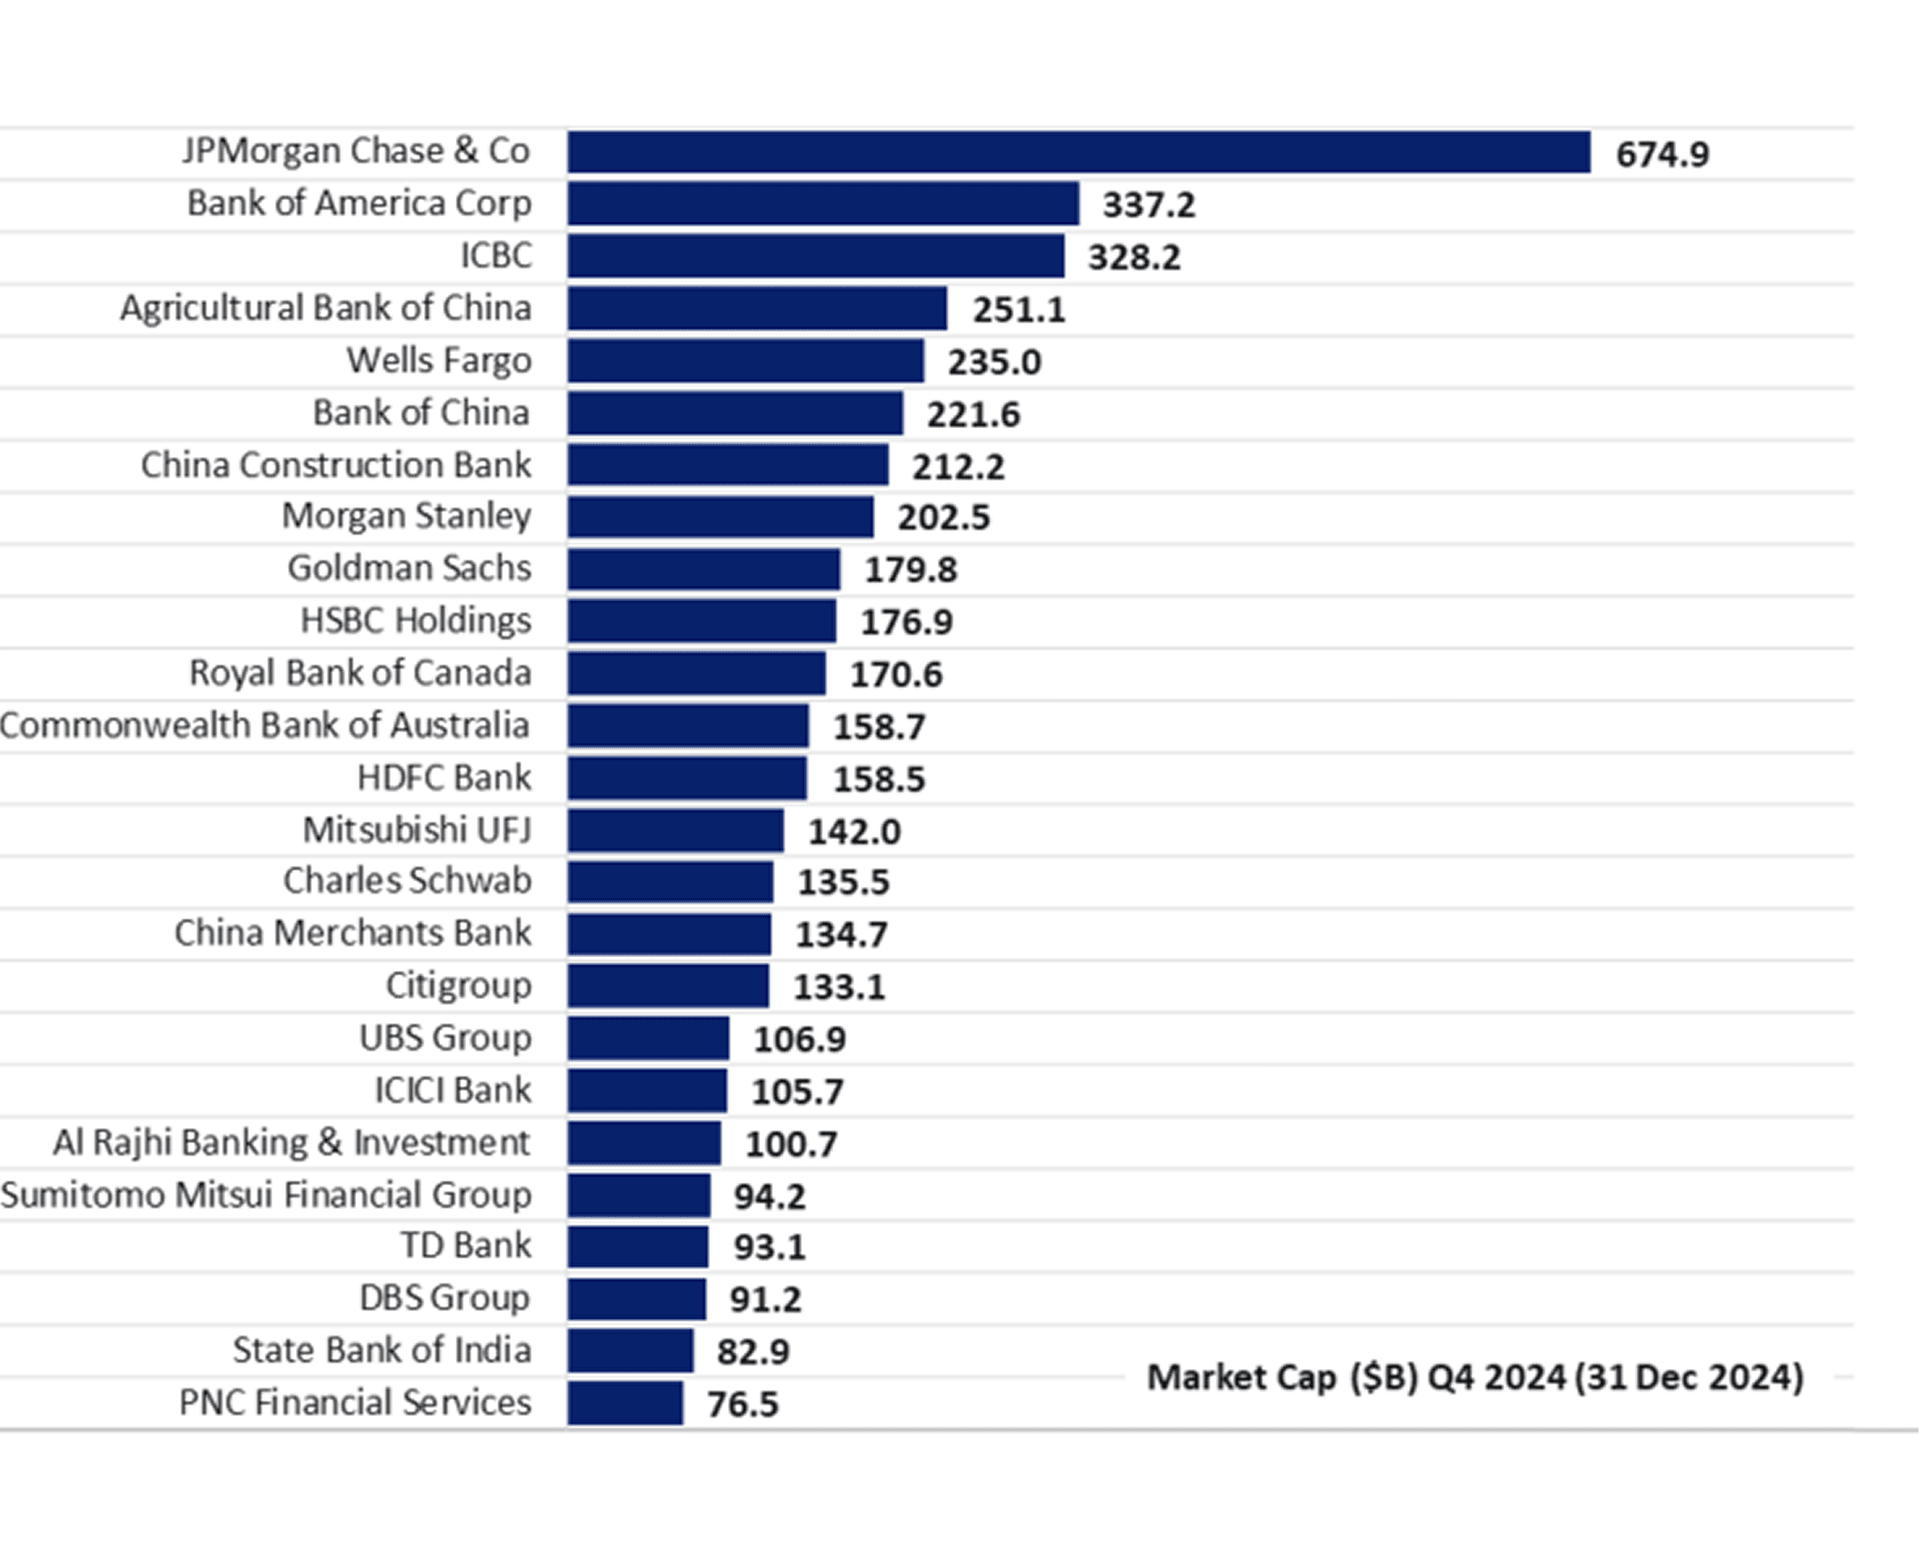 JPMorgan Chase & Co 674.9
Bank of America Corp 337.2
ICBC 328.2
Agricultural Bank of China 251.1
Wells Fargo 235.0
Bank of China 221.6
China Construction Bank 212.2
Morgan Stanley 202.5
Goldman Sachs 179.8
HSBC Holdings 176.9
Royal Bank of Canada 170.6
Commonwealth Bank of Australia 158.7
HDFC Bank 158.5
Mitsubishi UFJ 142.0
Charles Schwab 135.5
China Merchants Bank 134.7
Citigroup 133.1
UBS Group 106.9
ICICI Bank 105.7
Al Rajhi Banking & Investment 100.7
Sumitomo Mitsui Financial Group 94.2
TD Bank 93.1
DBS Group 91.2
State Bank of India 82.9
Market Cap ($B) Q4 2024 (31 Dec 2024)
PNC Financial Services 76.5